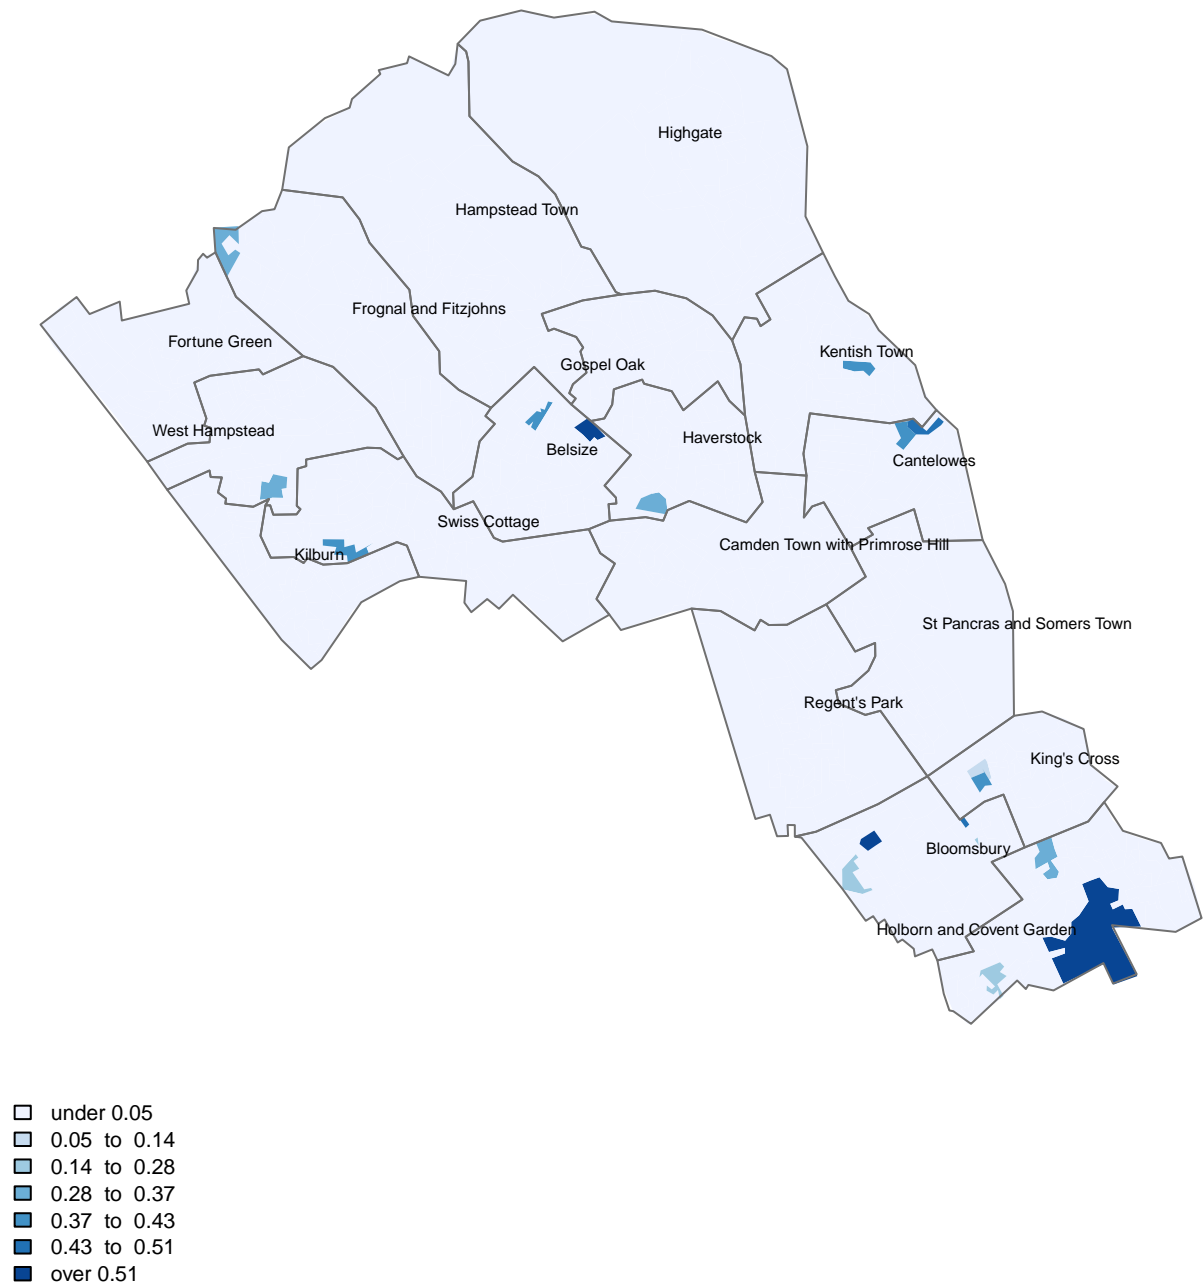 Highgate
Hampstead Town
Frognal and Fitzjohns
Fortune Green
Kentish Town
Gospel Oak
West Hampstead
Haverstock
Belsize
Cantelowes
Swiss Cottage
Camden Town with Primrose Hill
Kilburn
St Pancras and Somers Town
Regent's Park
King's Cross
Bloomsbury
Holborn and Covent Garden
under 0.05
0.05 to 0.14
0.14 to 0.28
0.28 to 0.37
0.37 to 0.43
0.43 to 0.51
over 0.51